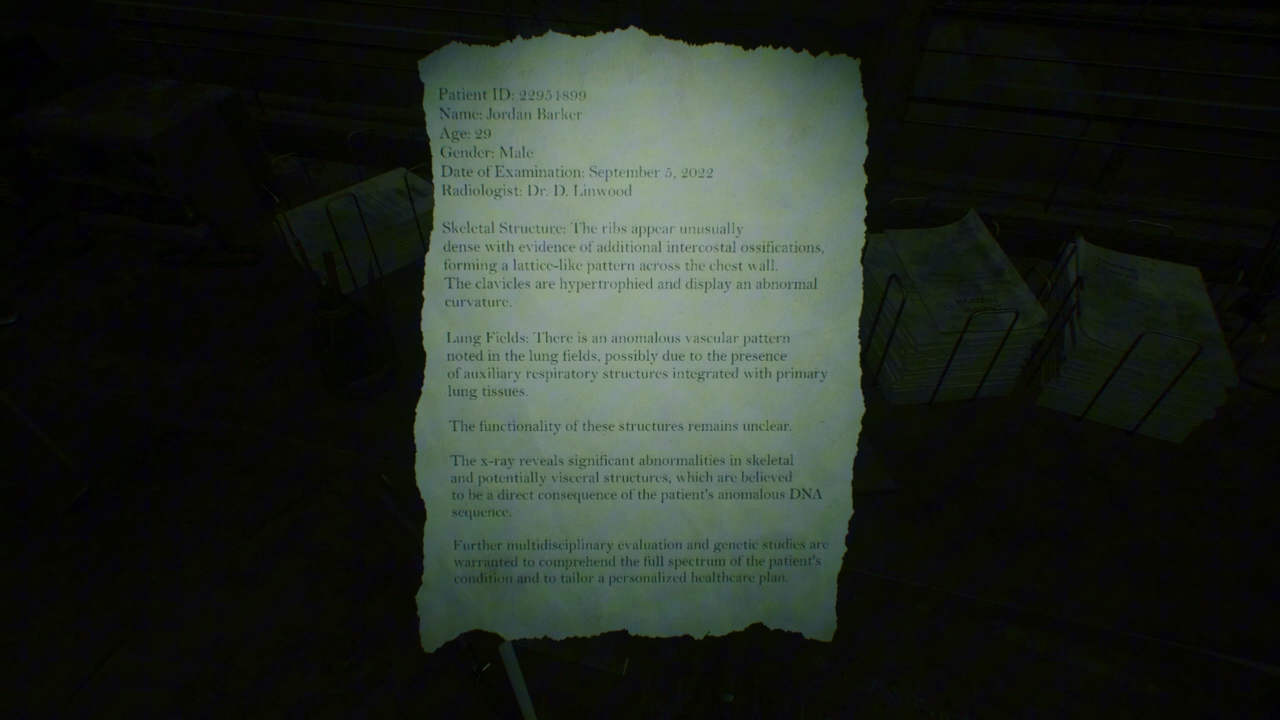 Patient ID: 22954899
Name: Jordan Barker
Age: 29
Gender: Male
Date of Examination: September 5, 2022
Radiologist: Dr. D. Linwood
Skeletal Structure: The ribs appear unusually
dense with evidence of additional intercostal ossifications,
forming a lattice-like pattern across the chest wall.
The clavicles are hypertrophied and display an abnormal
curvature.
Lung Fields: There is an anomalous vascular pattern
noted in the lung fields, possibly due to the presence
of auxiliary respiratory structures integrated with primary
lung tissues.
The functionality of these structures remains unclear.
The x-ray reveals significant abnormalities in skeletal
and potentially visceral structures, which are believed
to be a direct consequence of the patient's anomalous DNA
sequence.
Further multidisciplinary evaluation and genetic studies are
warranted to comprehend the full spectrum of the patient's
condition and to tailor a personalized healthcare plan.